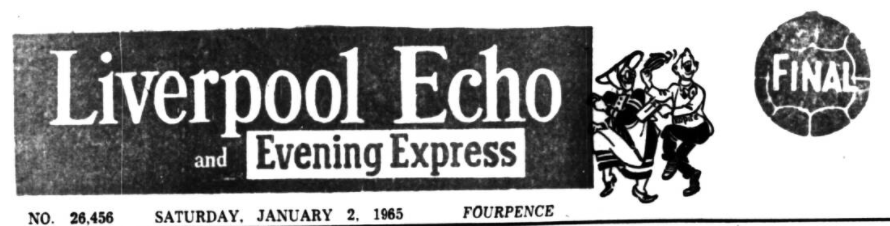 Liverpool Echo
and Evening Express
FINAL
NO. 26,456 SATURDAY, JANUARY 2, 1965 FOURPENCE